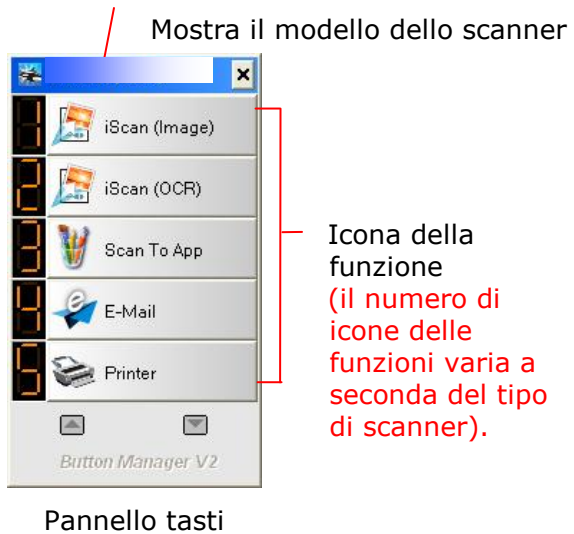 Mostra il modello dello scanner
1 iScan (Image)
2 iScan (OCR)
3 Scan To App
4 E-Mail
5 Printer
Button Manager V2
Icona della
funzione
(il numero di
icone delle
funzioni varia a
seconda del tipo
di scanner).
Pannello tasti